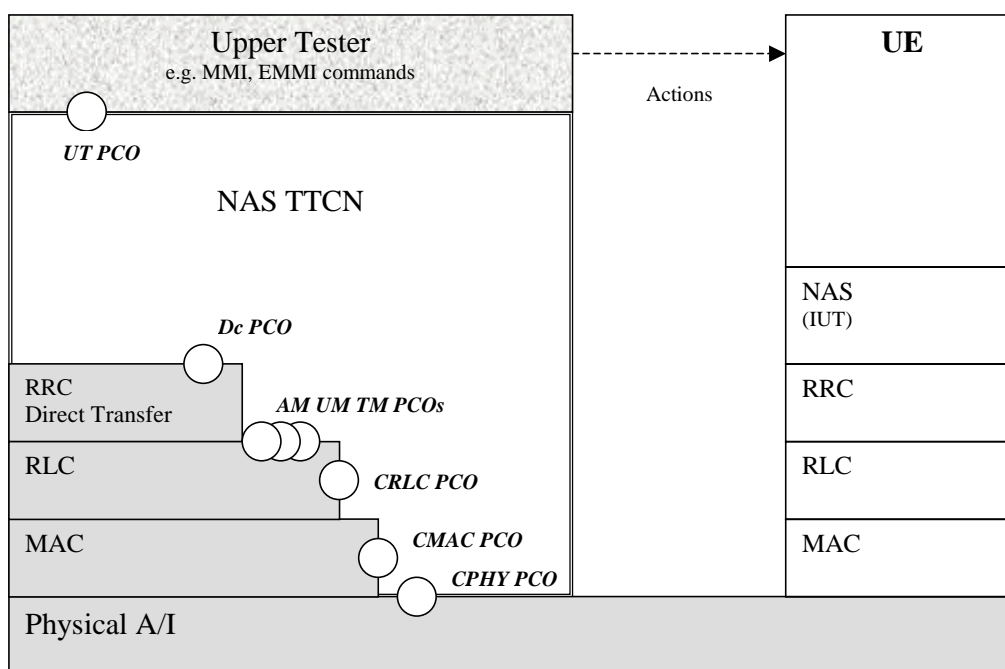 Upper Tester
e.g. MMI, EMMI commands
UE
Actions
UT PCO
NAS TTCN
NAS
(IUT)
Dc PCO
RRC
Direct Transfer
AM UM TM PCOs
RRC
RLC
CRLC PCO
RLC
MAC
CMAC PCO
CPHY PCO
MAC
Physical A/I